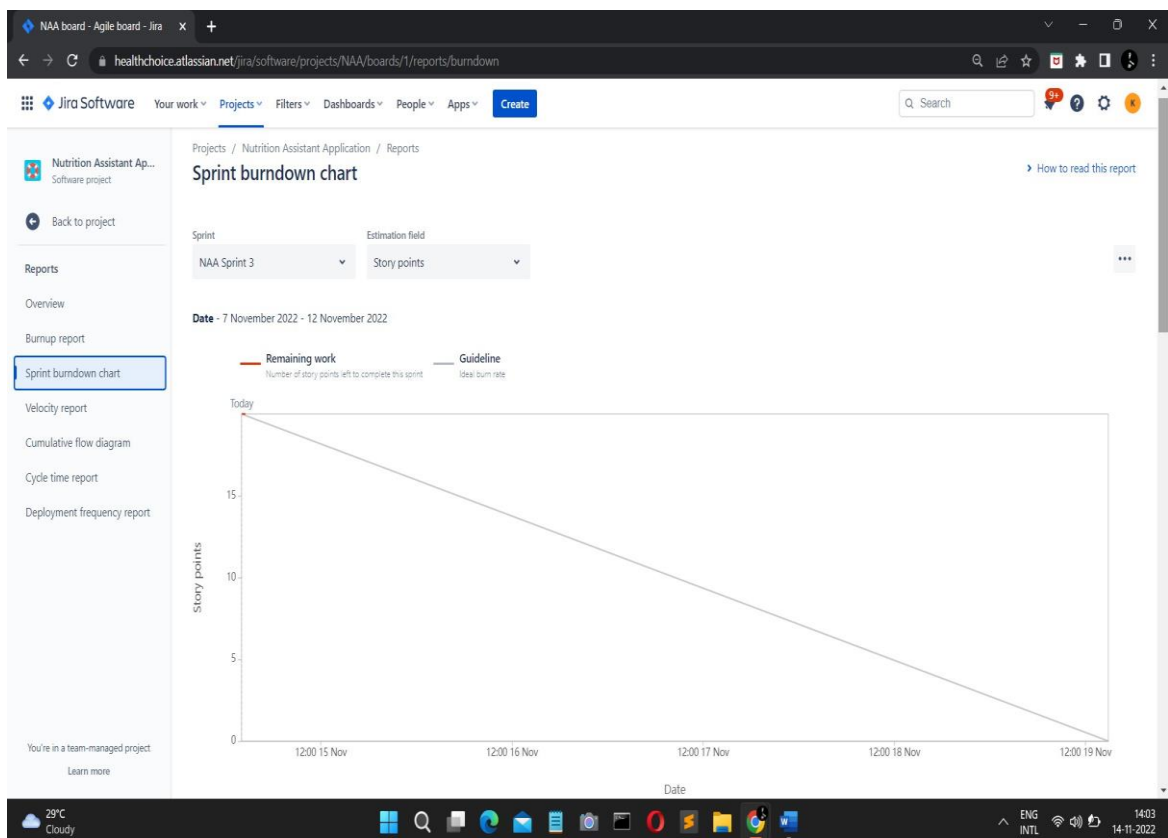 NAA board - Agile board - Jira
healthchoice.atlassian.net/jira/software/projects/NAA/boards/1/reports/burndown
Jira Software Your work Projects Filters Dashboards People Apps Create Search 9+ K
Nutrition Assistant Ap...
Software project
Back to project
Reports
Overview
Burnup report
Sprint burndown chart
Velocity report
Cumulative flow diagram
Cycle time report
Deployment frequency report
You're in a team-managed project
Learn more
Projects / Nutrition Assistant Application / Reports
Sprint burndown chart
How to read this report
Sprint Estimation field
NAA Sprint 3 Story points
Date - 7 November 2022 - 12 November 2022
Remaining work Guideline
Number of story points left to complete this sprint Ideal burn rate
Today
15
10
5
0
Story points
12:00 15 Nov 12:00 16 Nov 12:00 17 Nov 12:00 18 Nov 12:00 19 Nov
Date
29°C
Cloudy
ENG
INTL
14:03
14-11-2022